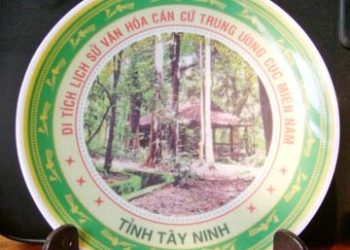 DI TÍCH LỊCH SỬ VĂN HÓA CĂN CỨ TRUNG ƯƠNG CỤC MIỀN NAM
TỈNH TÂY NINH